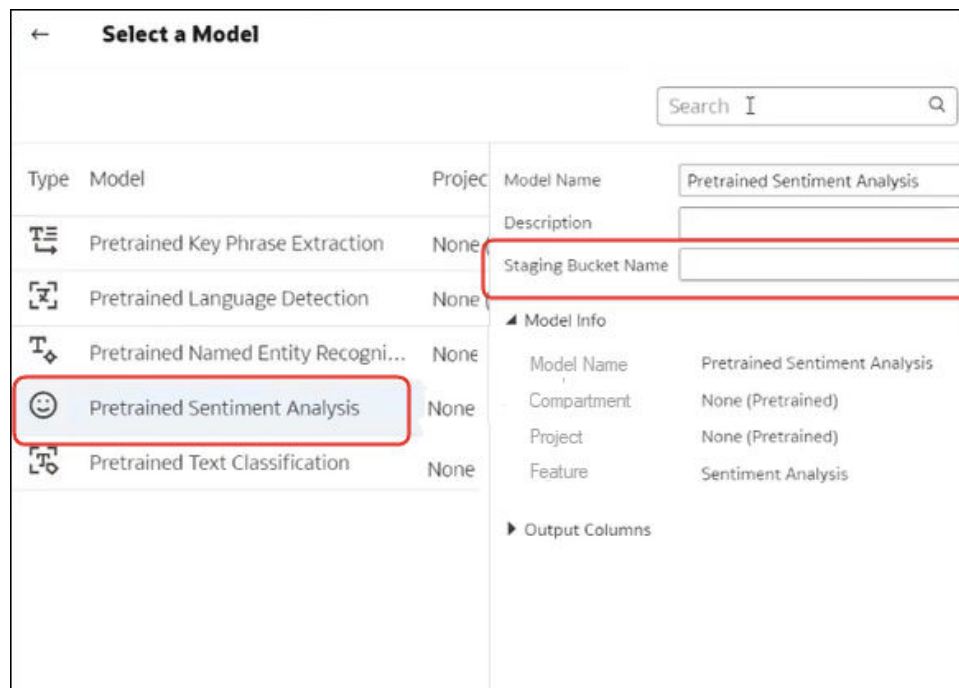 ← Select a Model
Search
Type Model Projec
Pretrained Key Phrase Extraction None (
Pretrained Language Detection None (
Pretrained Named Entity Recogni... None
Pretrained Sentiment Analysis None
Pretrained Text Classification None
Model Name Pretrained Sentiment Analysis
Description
Staging Bucket Name
Model Info
Model Name Pretrained Sentiment Analysis
Compartment None (Pretrained)
Project None (Pretrained)
Feature Sentiment Analysis
Output Columns